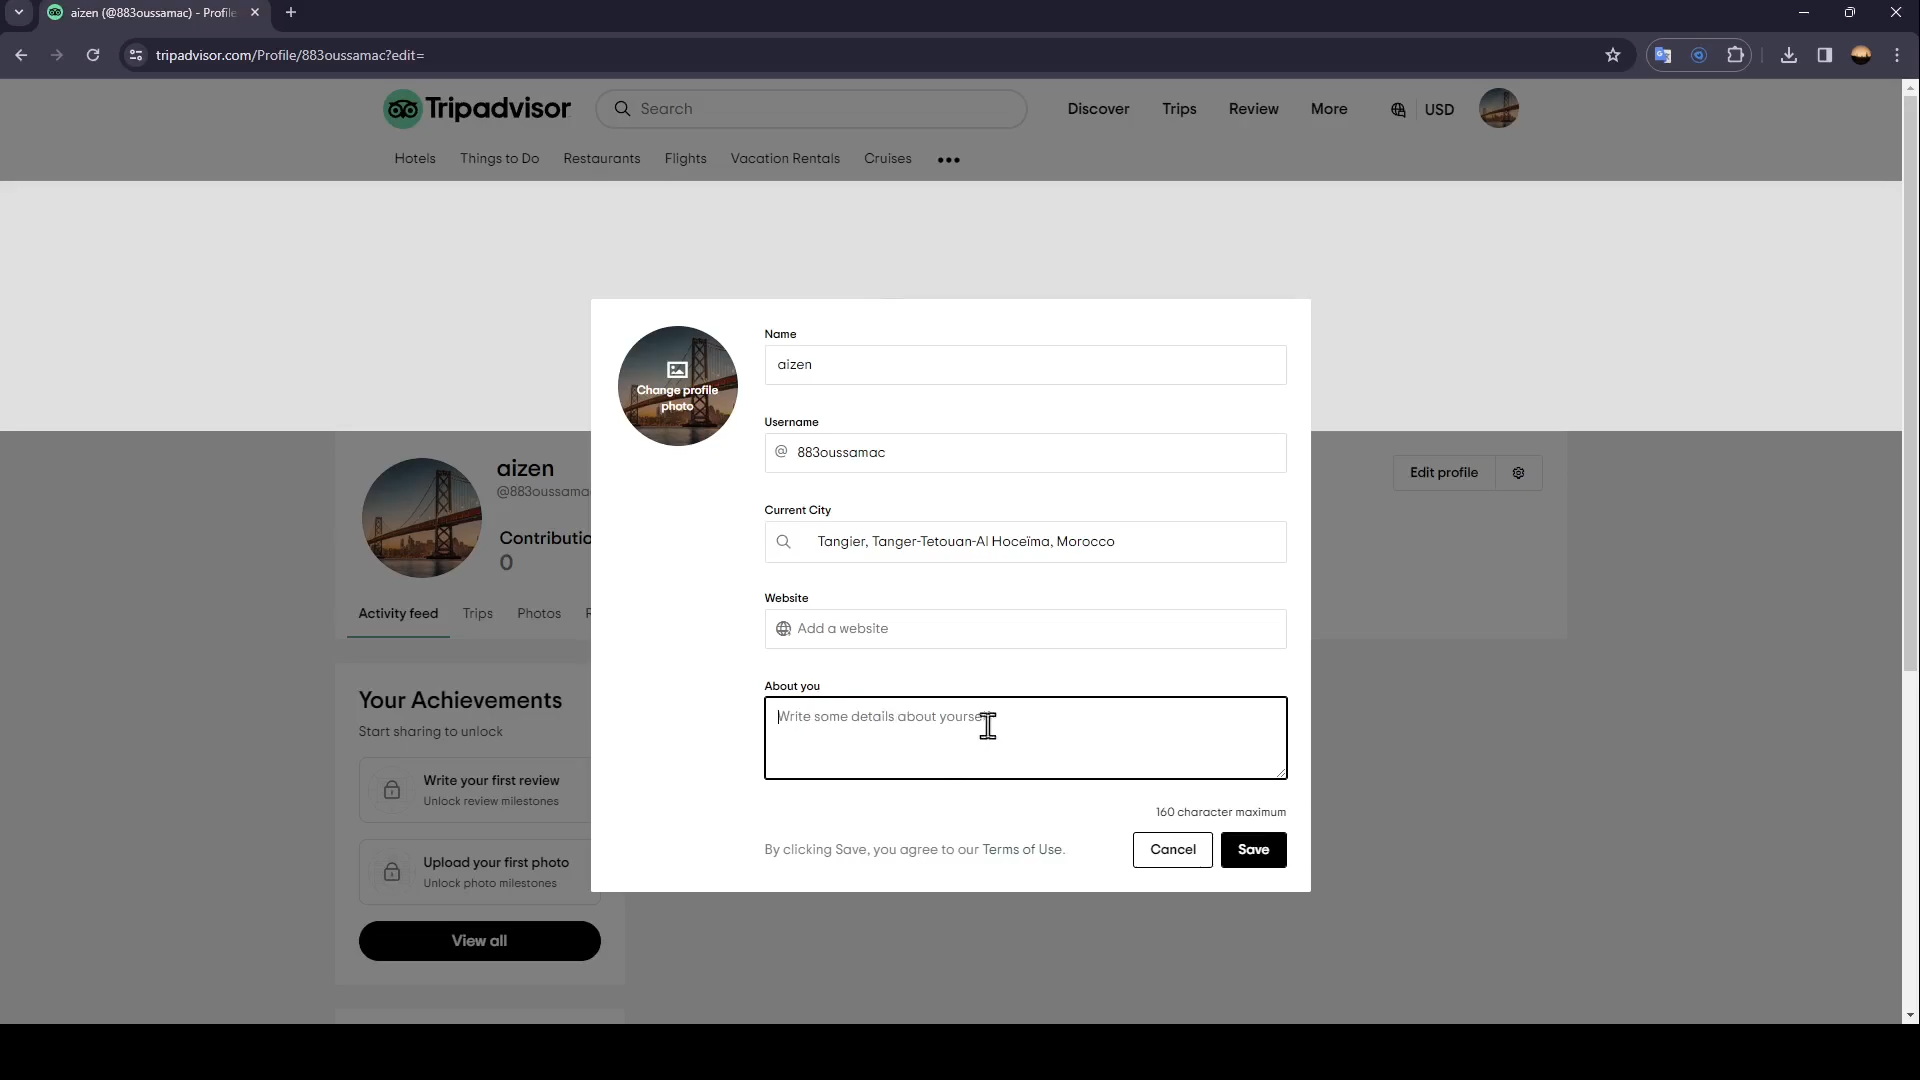 aizen (@883oussamac) - Profile
tripadvisor.com/Profile/883oussamac?edit=
Tripadvisor
Search
Discover
Trips
Review
More
USD
Hotels
Things to Do
Restaurants
Flights
Vacation Rentals
Cruises
Name
aizen
Change profile
photo
Username
@ 883oussamac
aizen
@883oussama
Edit profile
Current City
Tangier, Tanger-Tetouan-Al Hoceïma, Morocco
Contributio
0
Website
Add a website
Activity feed
Trips
Photos
About you
Write some details about yourse
Your Achievements
Start sharing to unlock
Write your first review
Unlock review milestones
160 character maximum
By clicking Save, you agree to our Terms of Use.
Cancel
Save
Upload your first photo
Unlock photo milestones
View all